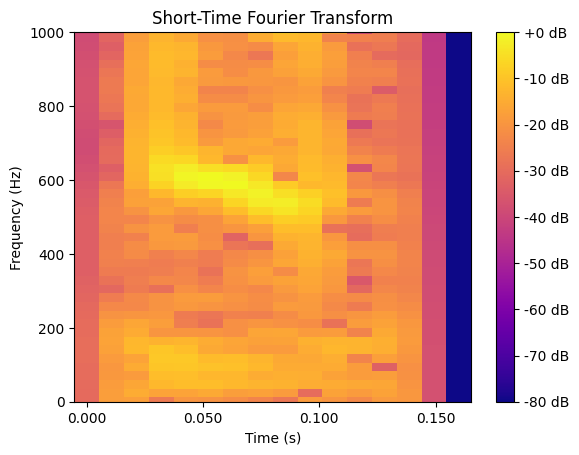 Short-Time Fourier Transform
1000
800
600
400
200
0
Frequency (Hz)
0.000
0.050
0.100
0.150
Time (s)
+0 dB
-10 dB
-20 dB
-30 dB
-40 dB
-50 dB
-60 dB
-70 dB
-80 dB